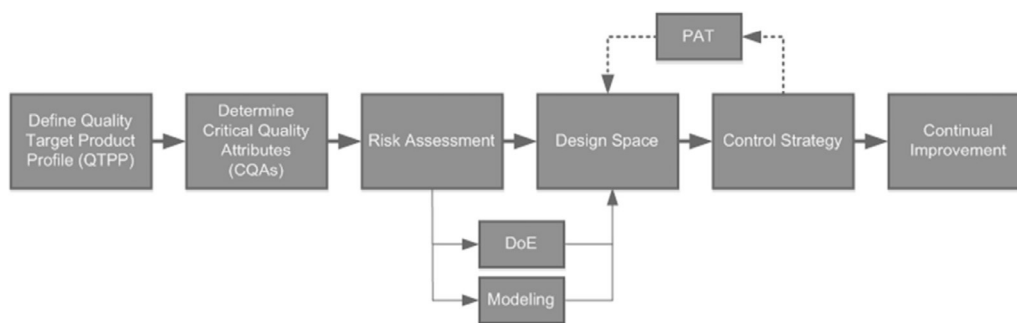 PAT
Define Quality
Target Product
Profile (QTPP)
Determine
Critical Quality
Attributes
(CQAs)
Risk Assessment
Design Space
Control Strategy
Continual
Improvement
DoE
Modeling